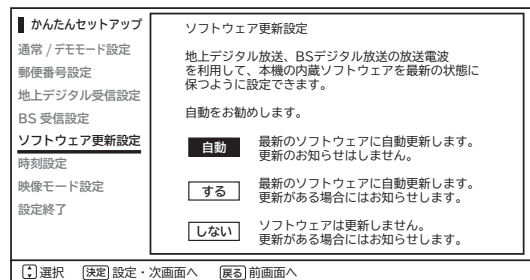 かんたんセットアップ
通常 / デモモード設定
郵便番号設定
地上デジタル受信設定
BS 受信設定
ソフトウェア更新設定
時刻設定
映像モード設定
設定終了
ソフトウェア更新設定
地上デジタル放送、BSデジタル放送の放送電波
を利用して、本機の内蔵ソフトウェアを最新の状態に
保つように設定できます。
自動をお勧めします。
自動
最新のソフトウェアに自動更新します。
更新のお知らせはしません。
する
最新のソフトウェアに自動更新します。
更新がある場合にはお知らせします。
しない
ソフトウェアは更新しません。
更新がある場合にはお知らせします。
選択 決定 設定・次画面へ 戻る 前画面へ